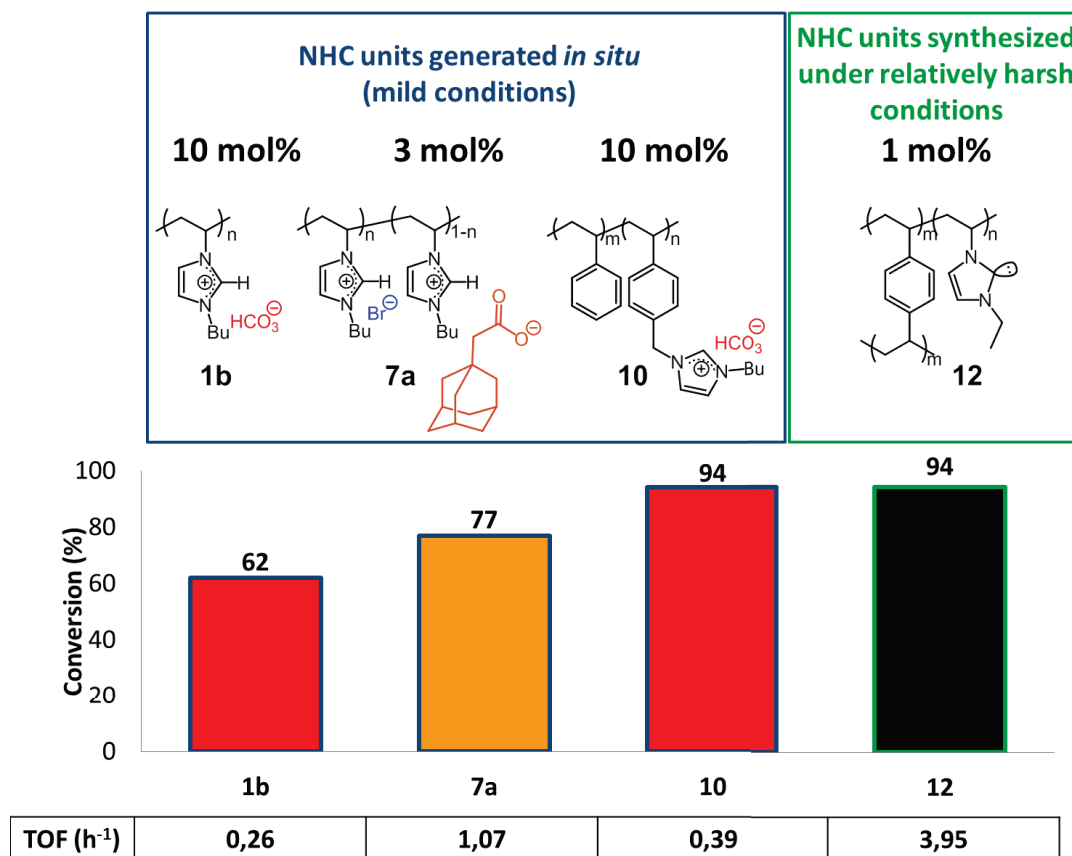 NHC units generated in situ
(mild conditions)
NHC units synthesized
under relatively harsh
conditions
10 mol%
3 mol%
10 mol%
1 mol%
n
N
H
N
Bu
HCO3⊖
1b
n
1-n
N
H
N
Bu
Br⊖
N
H
N
Bu
O
O⊖
7a
m
n
HCO3⊖
N
N
Bu
10
m
n
N
N
m
12
Conversion (%)
100
80
60
40
20
0
62
77
94
94
1b
7a
10
12
TOF (h-1)
0,26
1,07
0,39
3,95